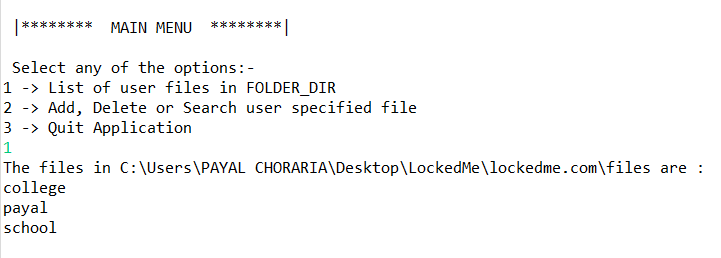 |******** MAIN MENU ********|
Select any of the options:-
1 -> List of user files in FOLDER_DIR
2 -> Add, Delete or Search user specified file
3 -> Quit Application
1
The files in C:\Users\PAYAL CHORARIA\Desktop\LockedMe\lockedme.com\files are :
college
payal
school